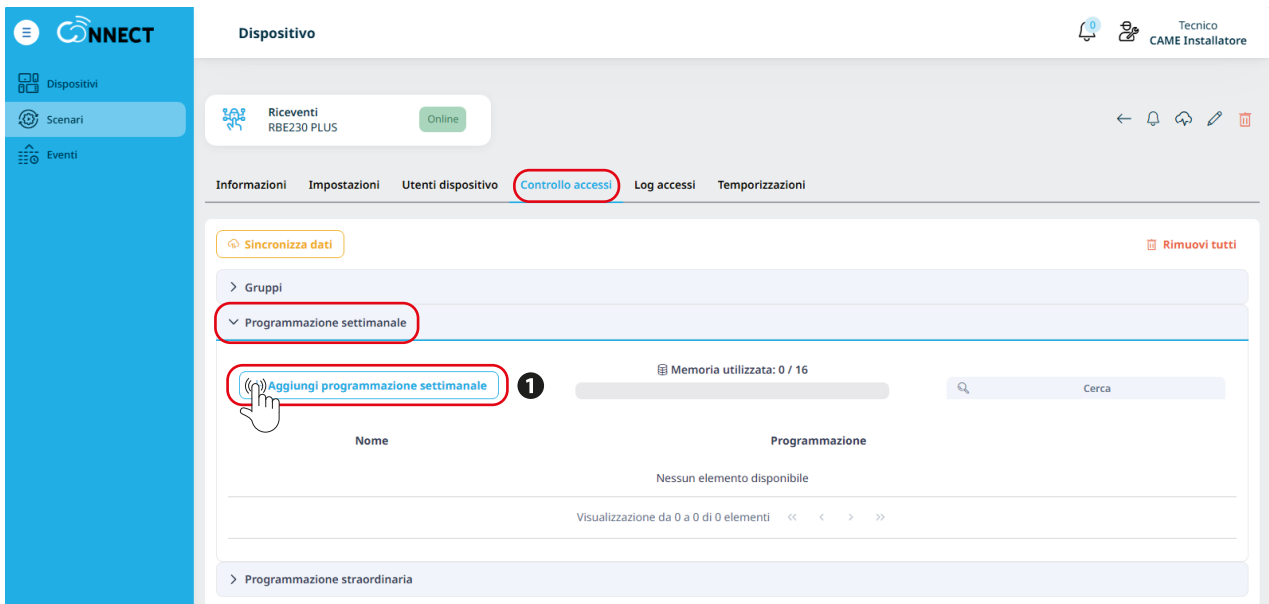 CONNECT
Dispositivo
0
Tecnico
CAME Installatore
Dispositivi
Scenari
Eventi
Riceventi
RBE230 PLUS
Online
Informazioni Impostazioni Utenti dispositivo Controllo accessi Log accessi Temporizzazioni
Sincronizza dati
Rimuovi tutti
Gruppi
Programmazione settimanale
Aggiungi programmazione settimanale
1
Memoria utilizzata: 0 / 16
Cerca
Nome Programmazione
Nessun elemento disponibile
Visualizzazione da 0 a 0 di 0 elementi << < > >>
Programmazione straordinaria